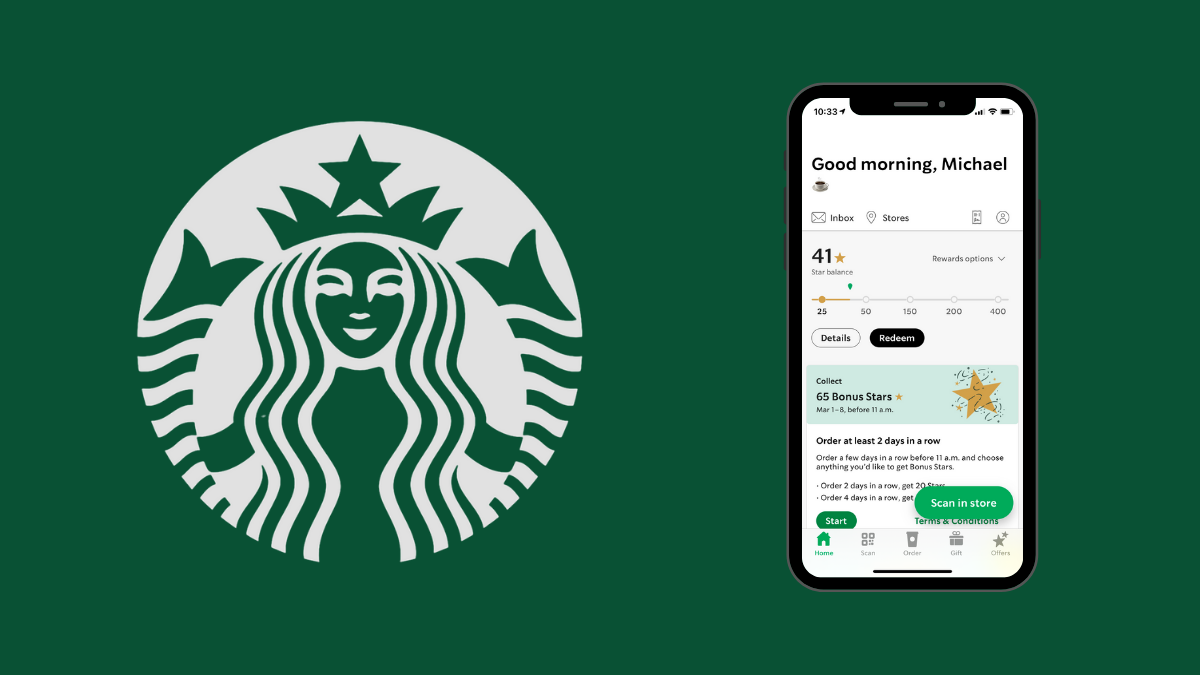 10:33
Good morning, Michael
Inbox
Stores
41
Star balance
Rewards options
25 50 150 200 400
Details
Redeem
Collect
65 Bonus Stars
Mar 1–8, before 11 a.m.
Order at least 2 days in a row
Order a few days in a row before 11 a.m. and choose
anything you'd like to get Bonus Stars.
· Order 2 days in a row, get 20 Stars
· Order 4 days in a row, get
Scan in store
Start
Terms & Conditions
Home Scan Order Gift Offers